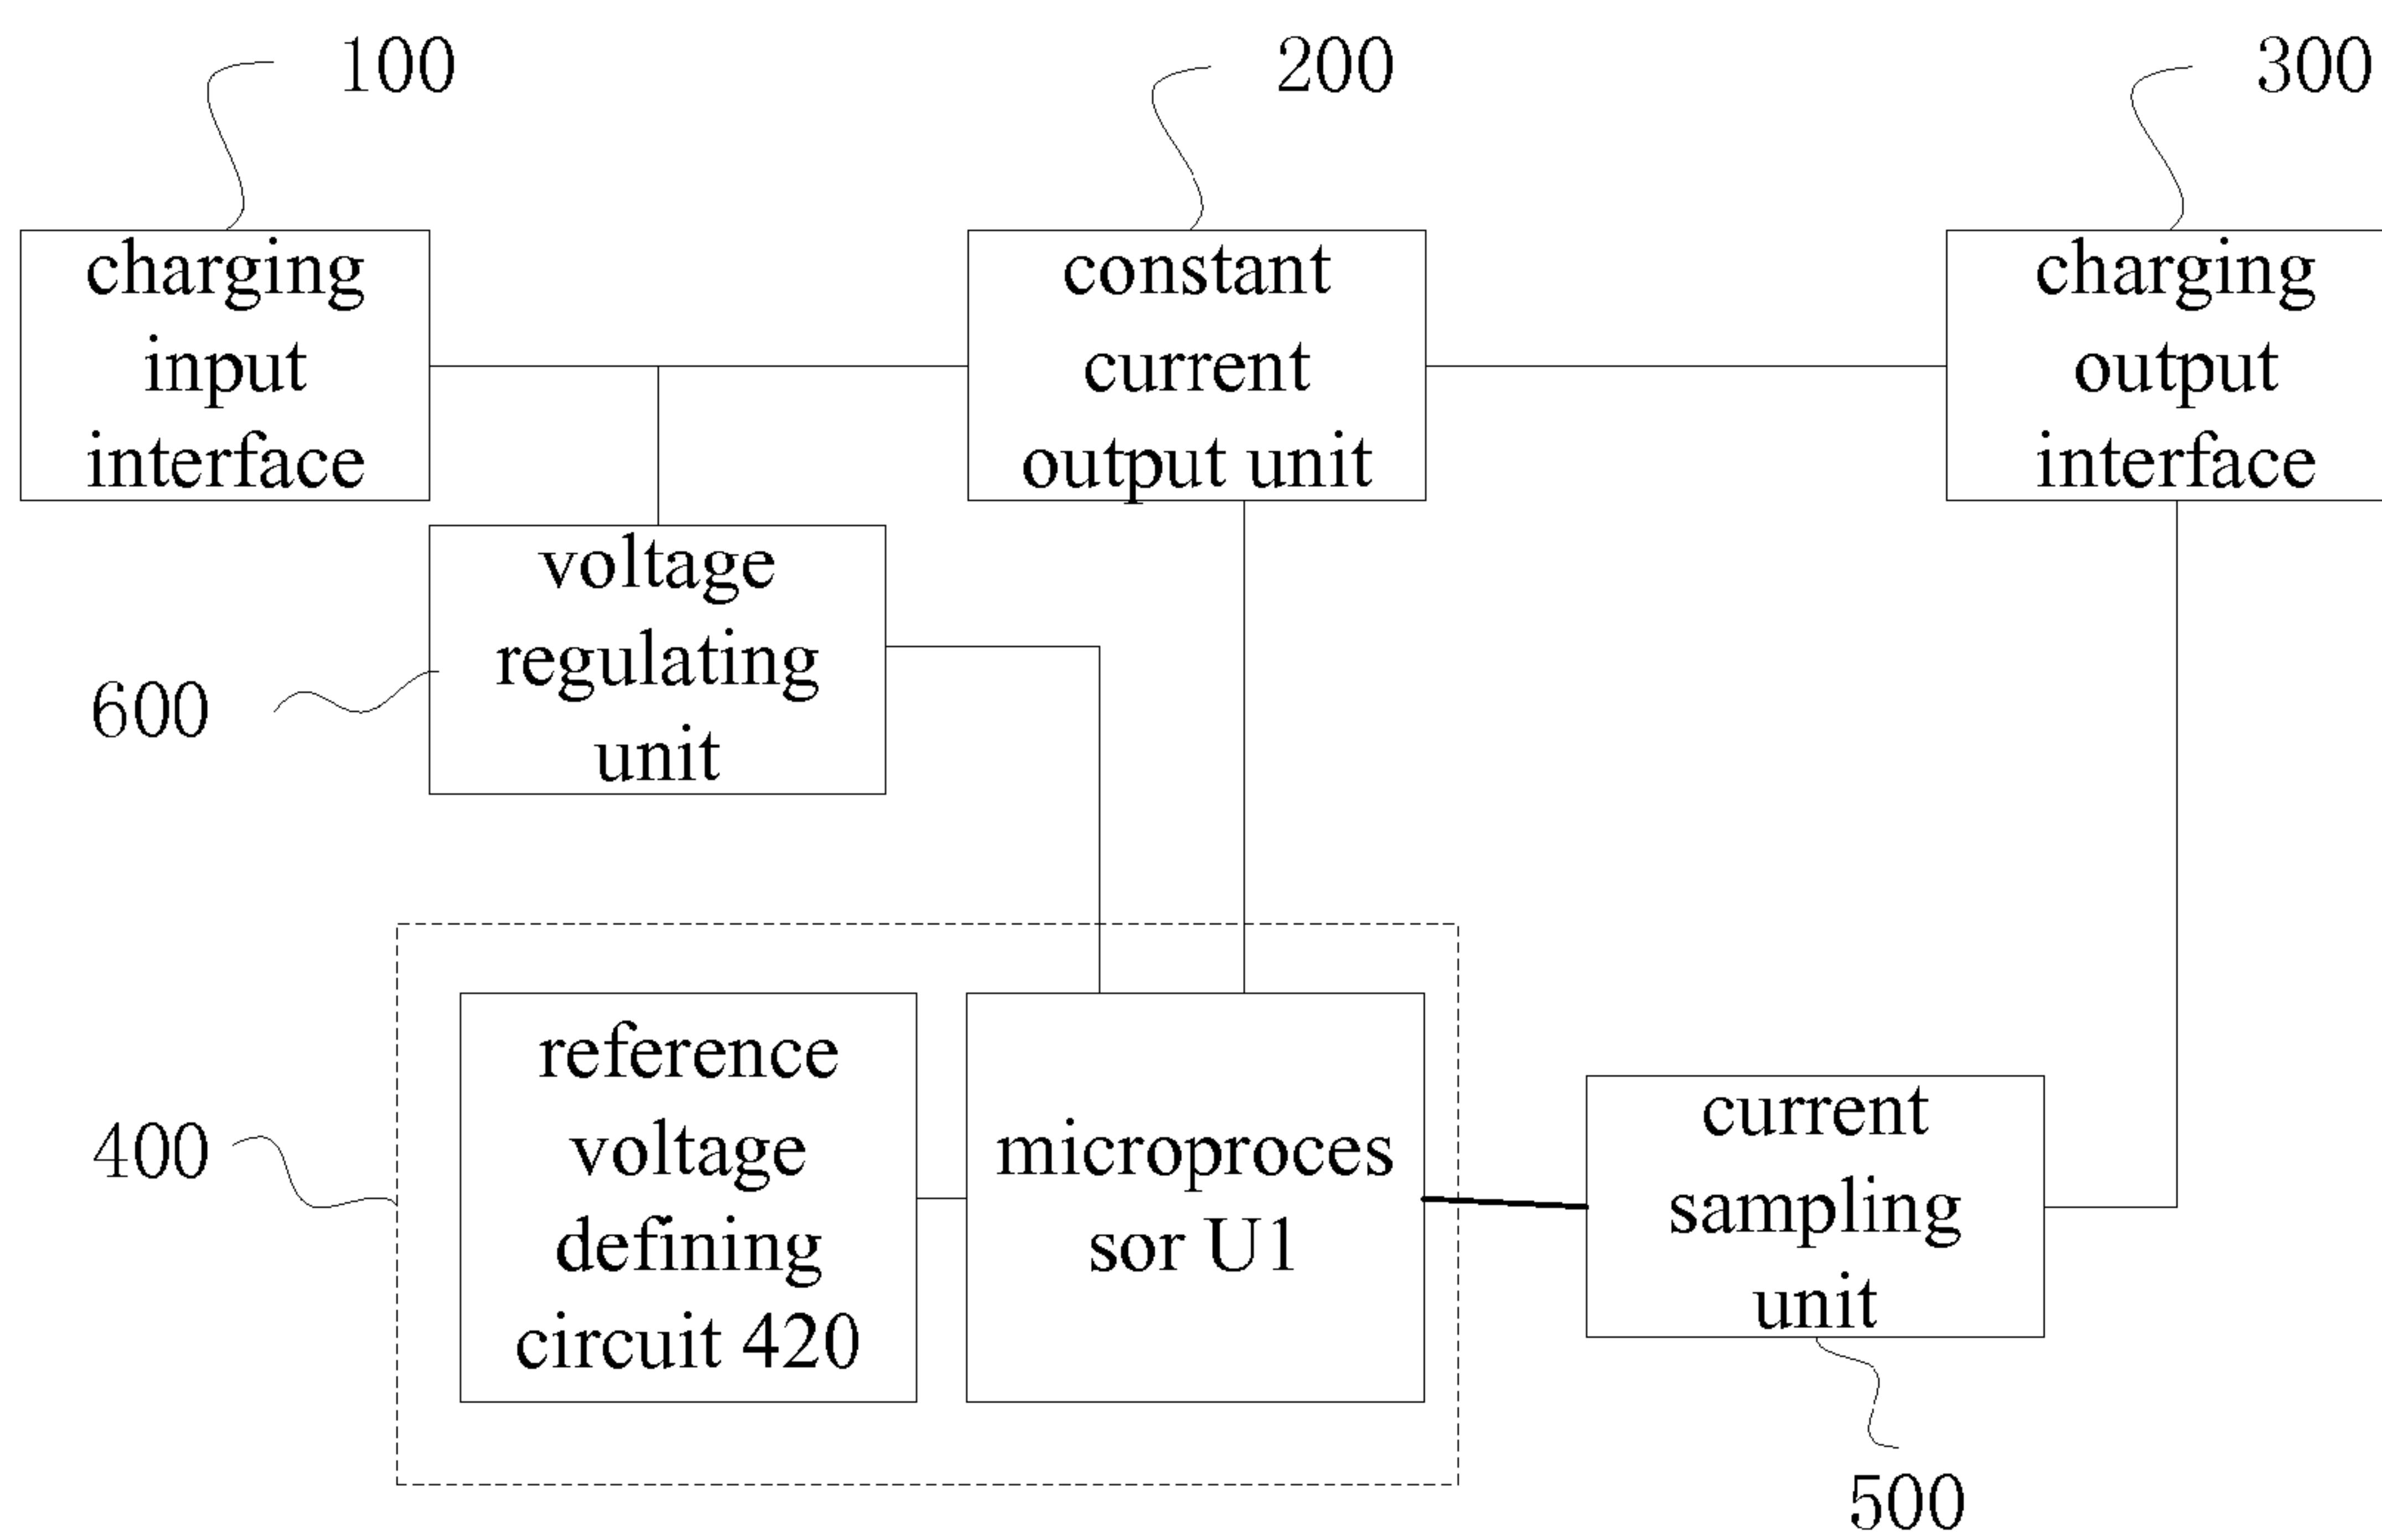 100
200
300
charging
input
interface
constant
current
output unit
charging
output
interface
voltage
regulating
unit
600
reference
voltage
defining
circuit 420
microproces
sor U1
400
current
sampling
unit
500